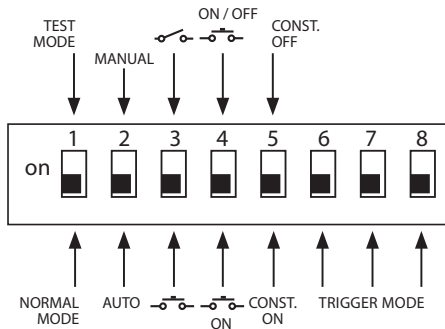 TEST
MODE
MANUAL
ON / OFF
CONST.
OFF
1 2 3 4 5 6 7 8
on
NORMAL
MODE
AUTO
ON
CONST.
ON
TRIGGER MODE